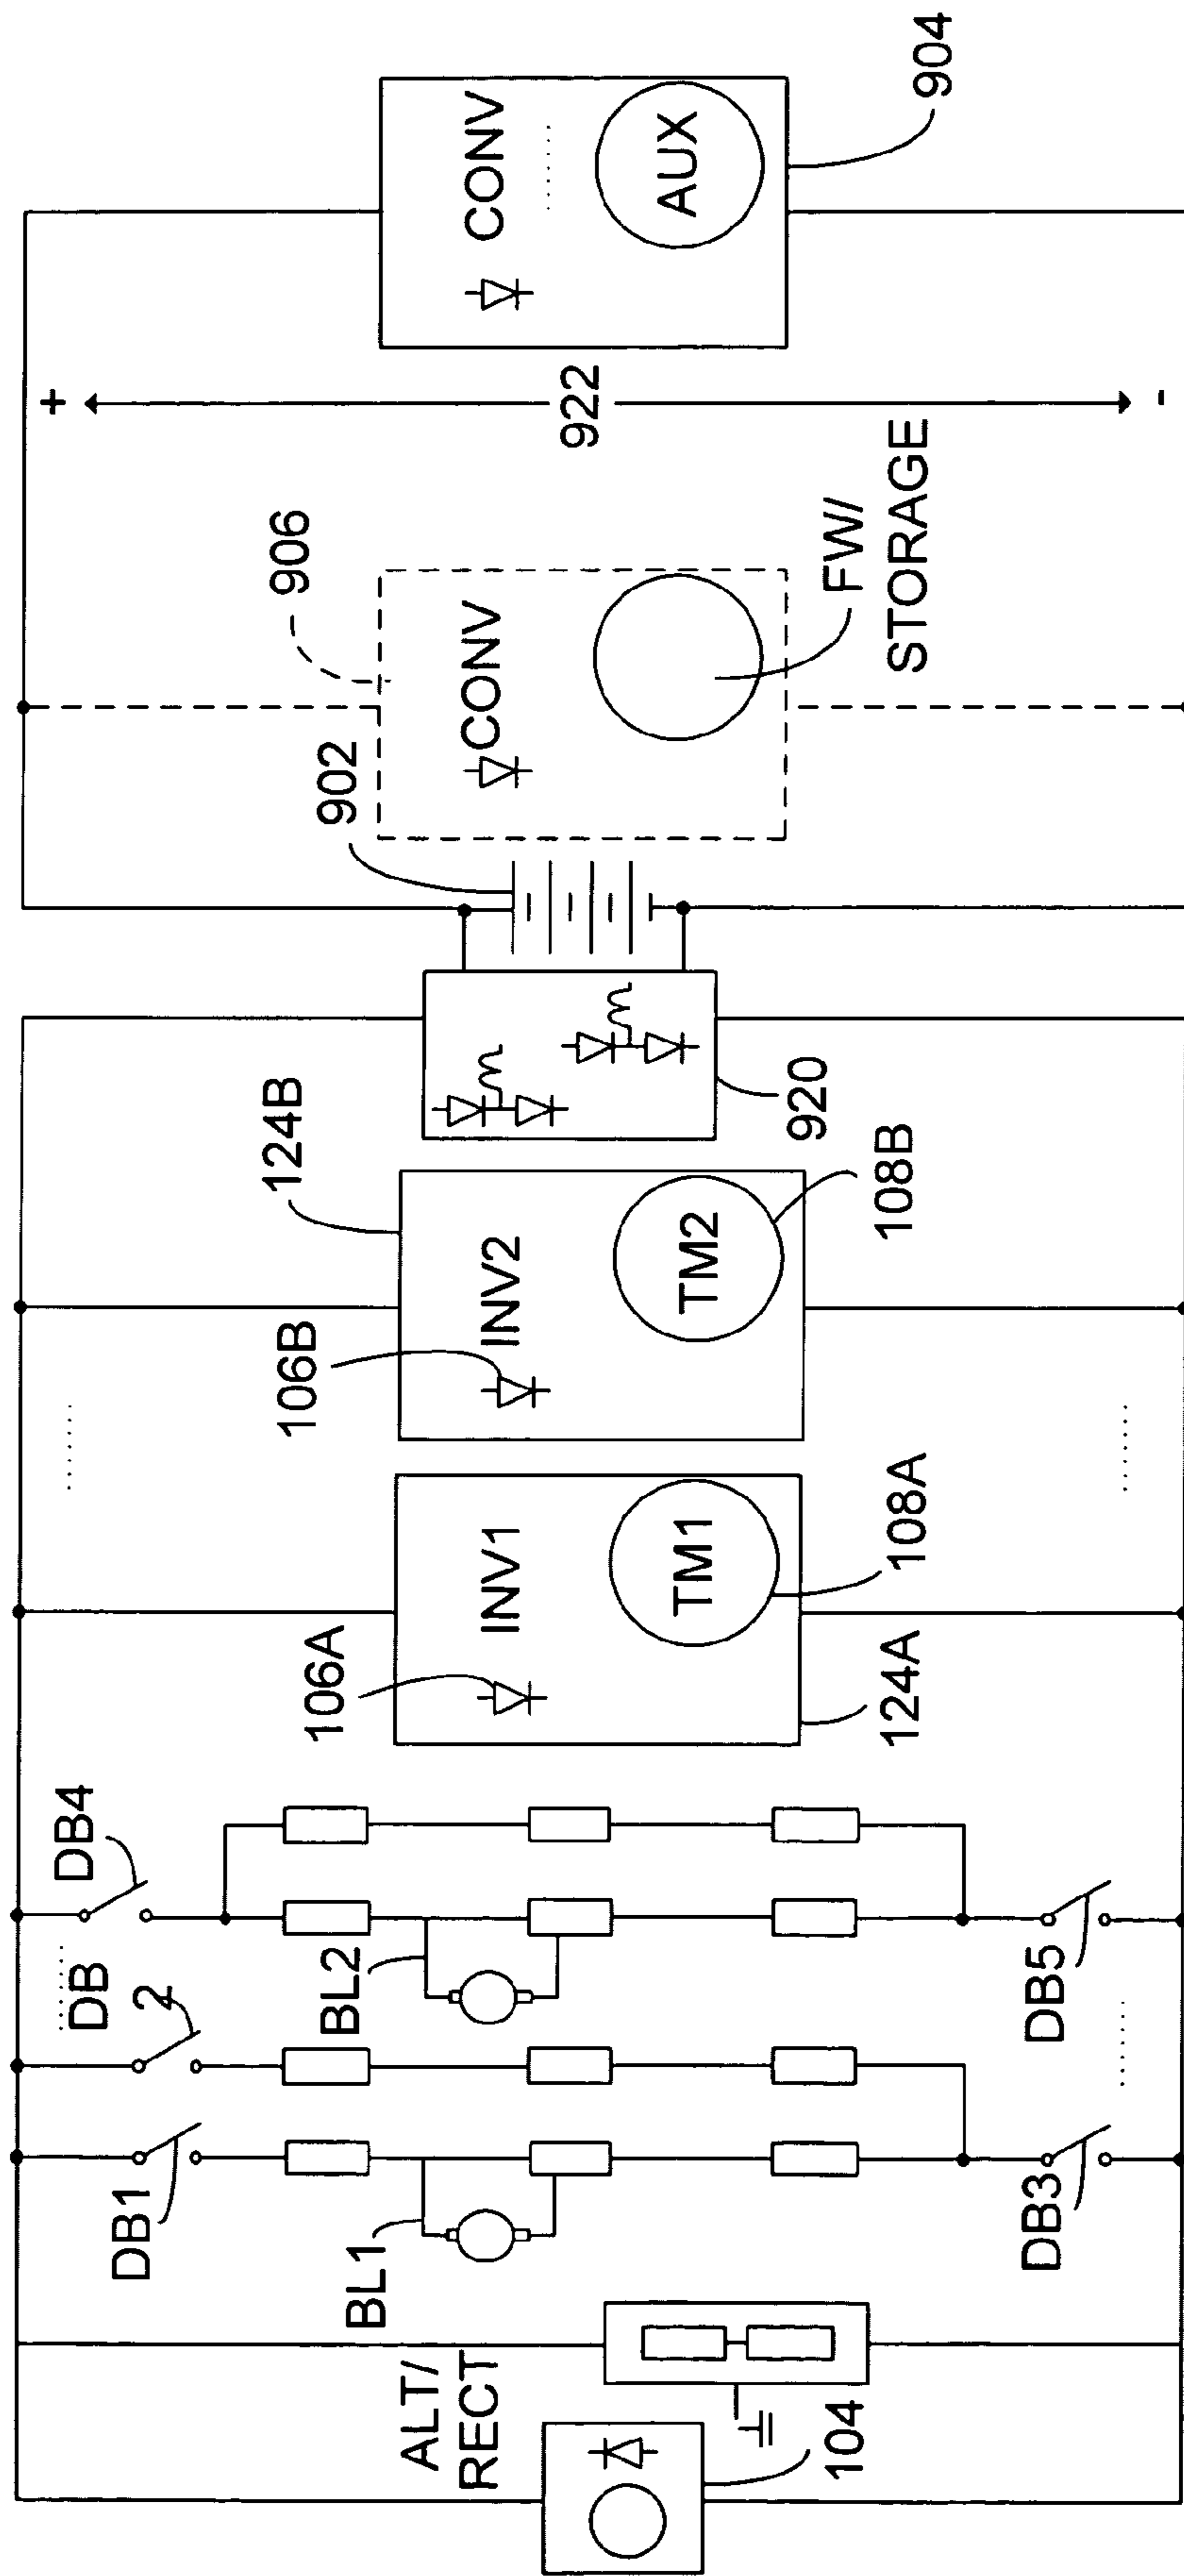 ALT/
RECT
104
BL1
DB1
DB
2
DB3
BL2
DB4
DB5
106A
INV1
TM1
108A
124A
106B
INV2
TM2
108B
124B
920
902
906
CONV
FW/
STORAGE
+
922
-
CONV
AUX
904